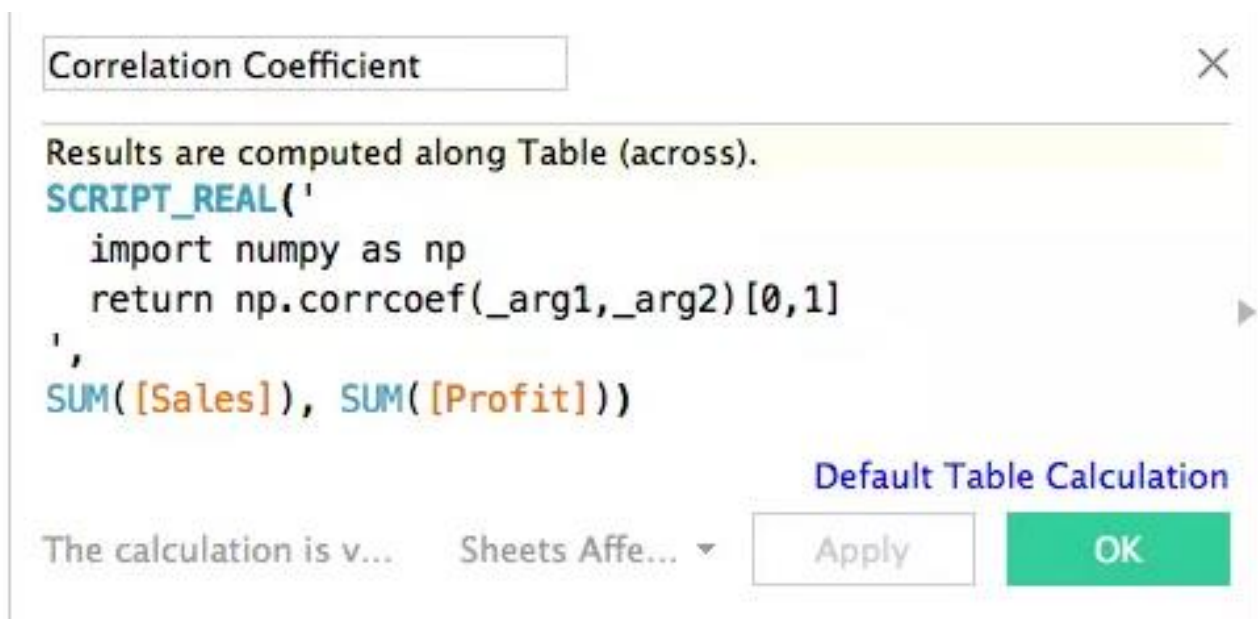 Correlation Coefficient
Results are computed along Table (across).
SCRIPT_REAL('
import numpy as np
return np.corrcoef(_arg1,_arg2)[0,1]
',
SUM([Sales]), SUM([Profit]))
Default Table Calculation
The calculation is v... Sheets Affe... Apply OK